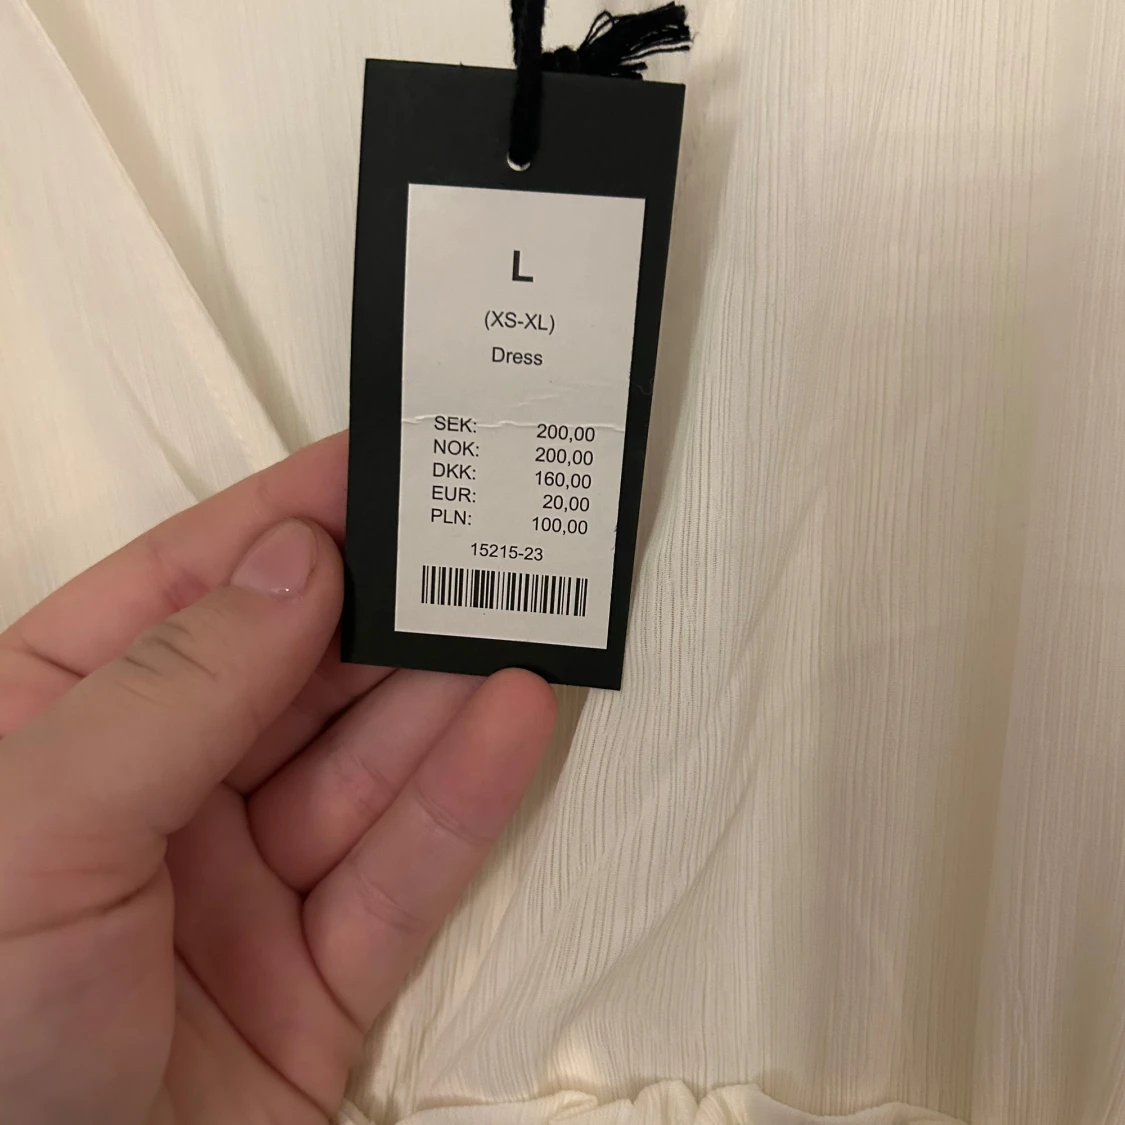 L
(XS-XL)
Dress
SEK: 200,00
NOK: 200,00
DKK: 160,00
EUR: 20,00
PLN: 100,00
15215-23